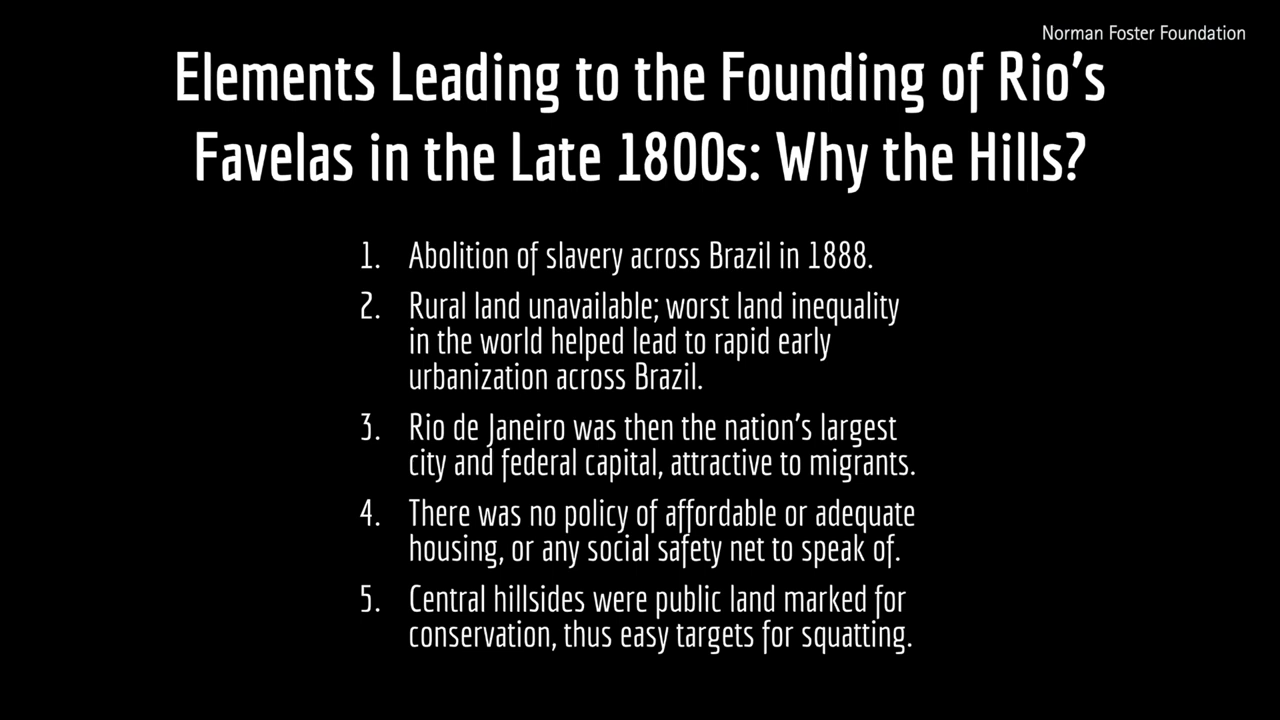 Norman Foster Foundation
Elements Leading to the Founding of Rio’s
Favelas in the Late 1800s: Why the Hills?
1. Abolition of slavery across Brazil in 1888.
2. Rural land unavailable; worst land inequality
in the world helped lead to rapid early
urbanization across Brazil.
3. Rio de Janeiro was then the nation’s largest
city and federal capital, attractive to migrants.
4. There was no policy of affordable or adequate
housing, or any social safety net to speak of.
5. Central hillsides were public land marked for
conservation, thus easy targets for squatting.